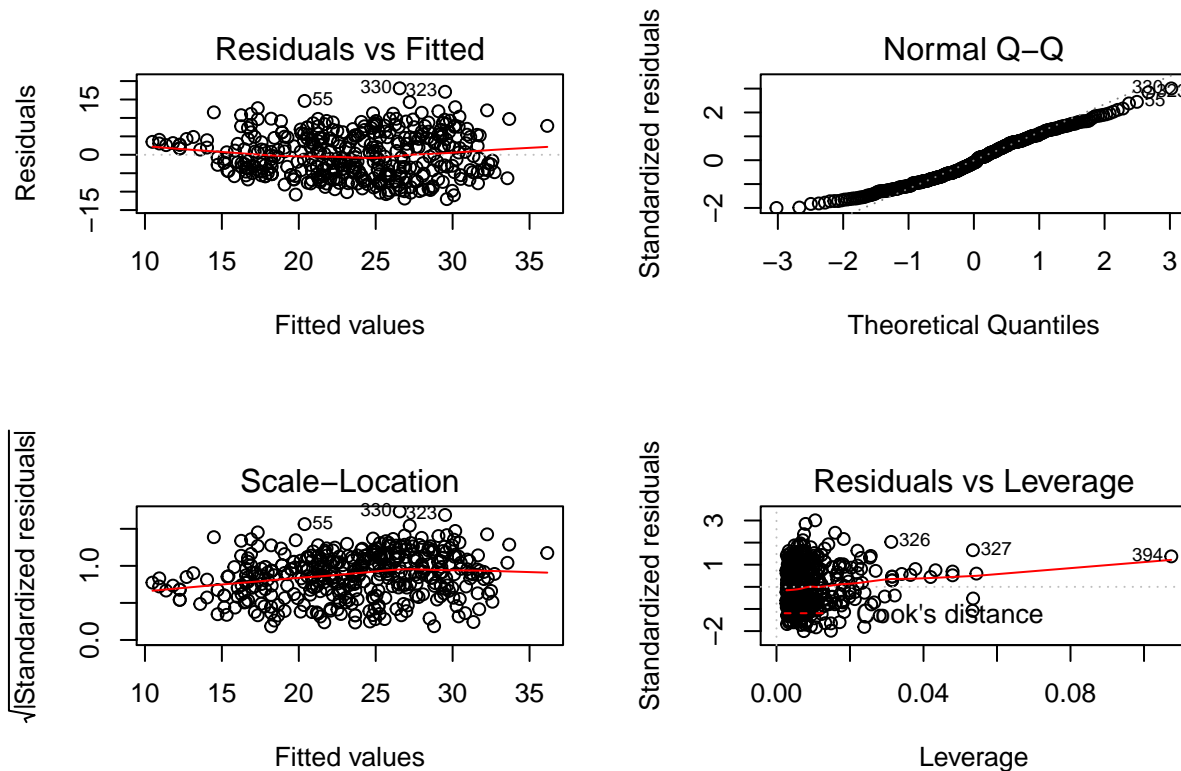 Residuals vs Fitted
Residuals
15
0
−15
330
323
55
10 15 20 25 30 35
Fitted values
Normal Q−Q
Standardized residuals
2
0
−2
330
323
55
−3 −2 −1 0 1 2 3
Theoretical Quantiles
Scale−Location
√|Standardized residuals|
1.0
0.0
330
323
55
10 15 20 25 30 35
Fitted values
Residuals vs Leverage
Standardized residuals
3
1
−2
326
327
394
Cook's distance
0.00 0.04 0.08
Leverage